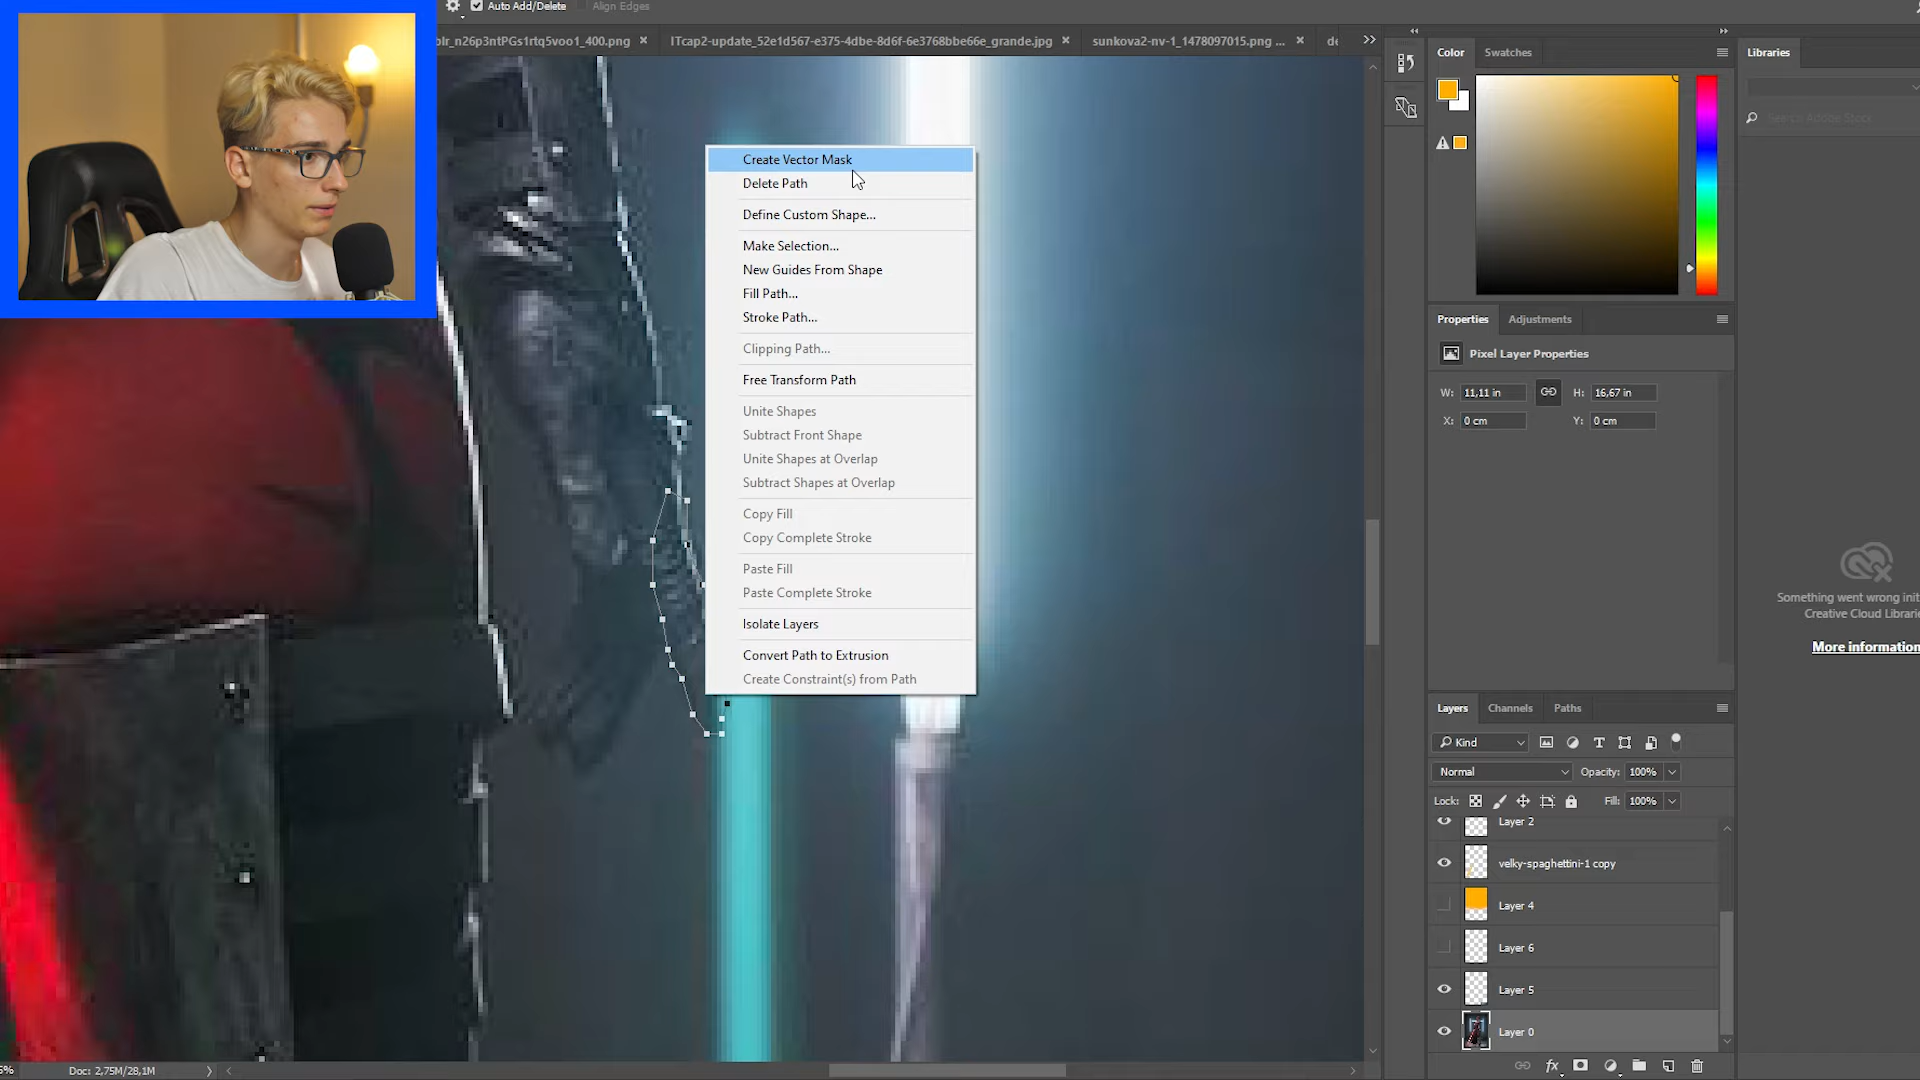 Auto Add/Delete
Align Edges
blr_n26p3ntPGs1rtq5voo1_400.png ×
ITcap2-update_52e1d567-e375-4dbe-8d6f-6e3768bbe66e_grande.jpg ×
sunkova2-nv-1_1478097015.png ... ×
de
Create Vector Mask
Delete Path
Define Custom Shape...
Make Selection...
New Guides From Shape
Fill Path...
Stroke Path...
Clipping Path...
Free Transform Path
Unite Shapes
Subtract Front Shape
Unite Shapes at Overlap
Subtract Shapes at Overlap
Copy Fill
Copy Complete Stroke
Paste Fill
Paste Complete Stroke
Isolate Layers
Convert Path to Extrusion
Create Constraint(s) from Path
Color
Swatches
Libraries
Search Adobe Stock
Properties
Adjustments
Pixel Layer Properties
W: 11,11 in
H: 16,67 in
X: 0 cm
Y: 0 cm
Something went wrong init
Creative Cloud Librarie
More information
Layers
Channels
Paths
Kind
Normal
Opacity: 100%
Lock:
Fill: 100%
Layer 2
velky-spaghettini-1 copy
Layer 4
Layer 6
Layer 5
Layer 0
fx
5%
Doc: 2,75M/28,1M